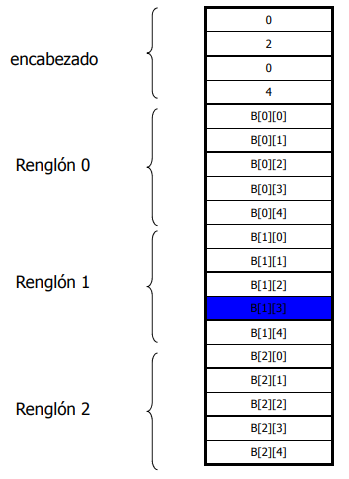 encabezado
0
2
0
4
Renglón 0
B[0][0]
B[0][1]
B[0][2]
B[0][3]
B[0][4]
Renglón 1
B[1][0]
B[1][1]
B[1][2]
B[1][3]
B[1][4]
Renglón 2
B[2][0]
B[2][1]
B[2][2]
B[2][3]
B[2][4]